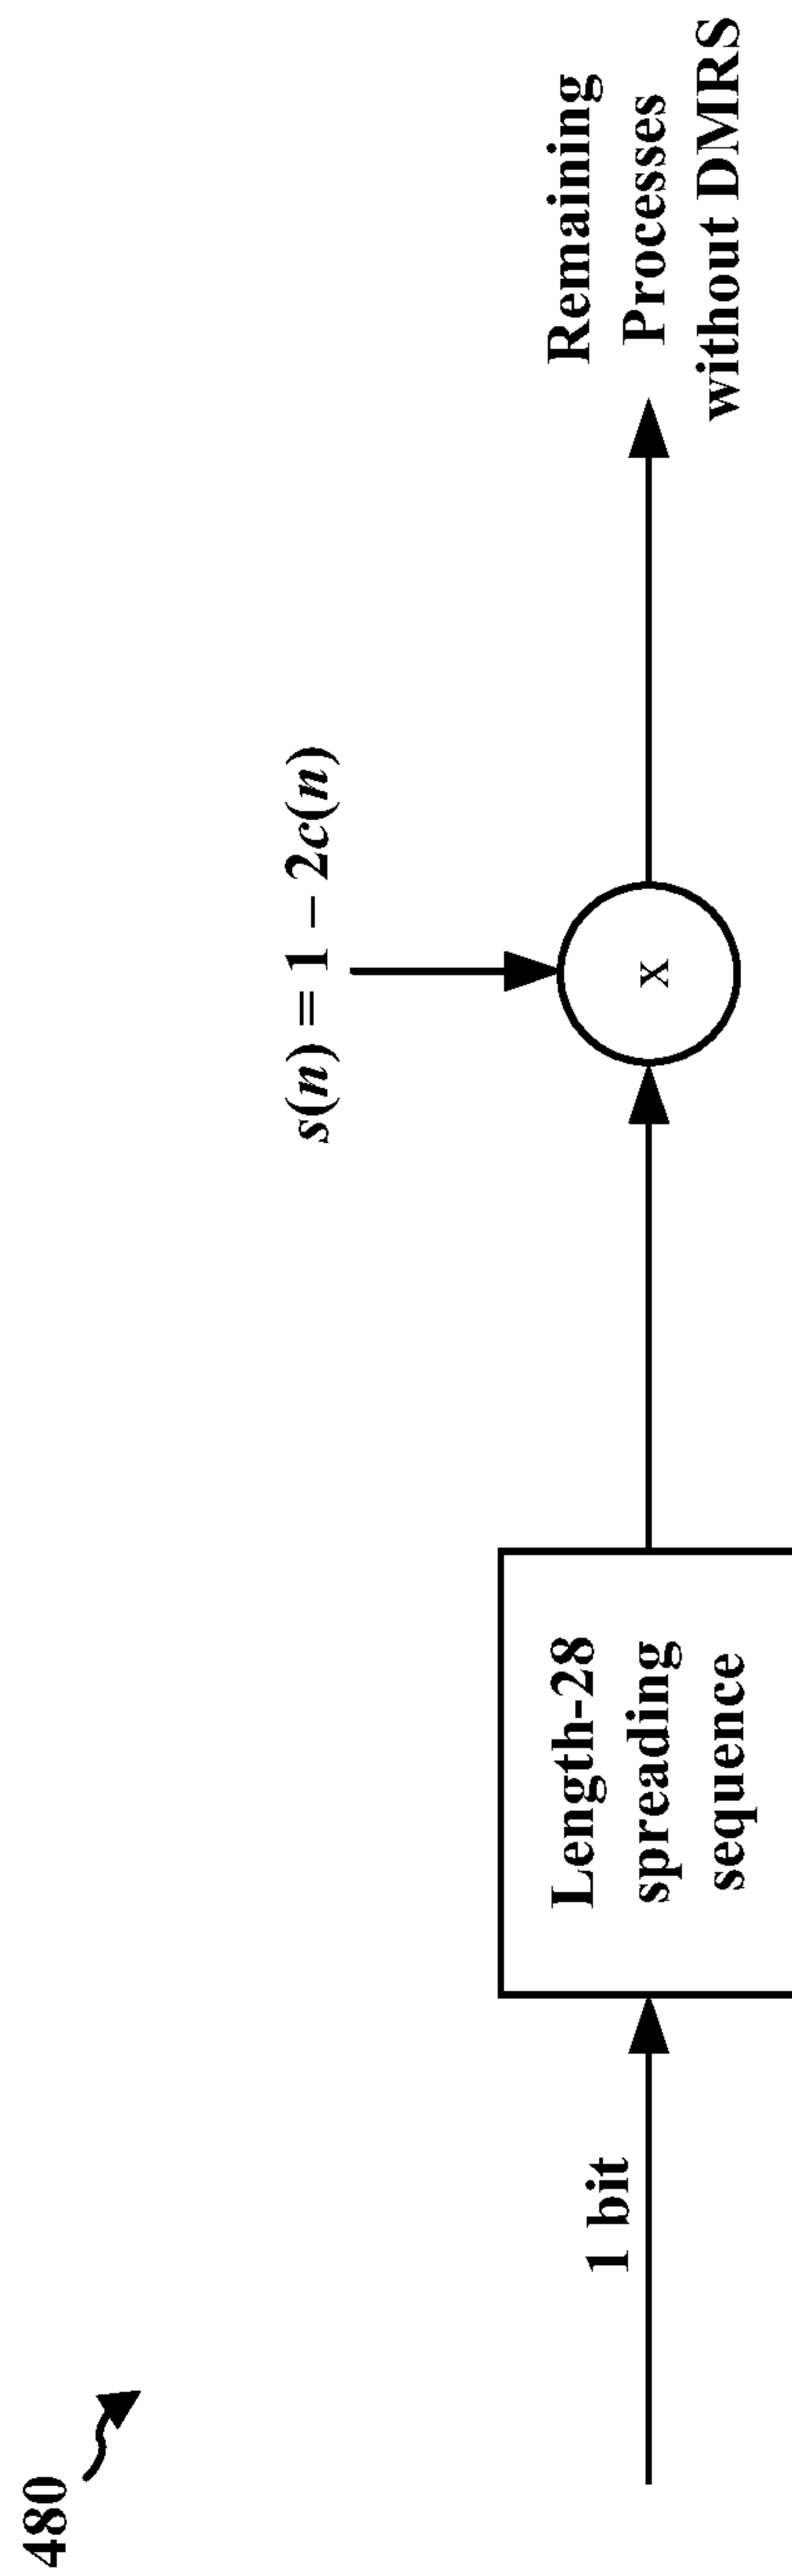 480
1 bit
Length-28
spreading
sequence
s(n) = 1 – 2c(n)
x
Remaining
Processes
without DMRS